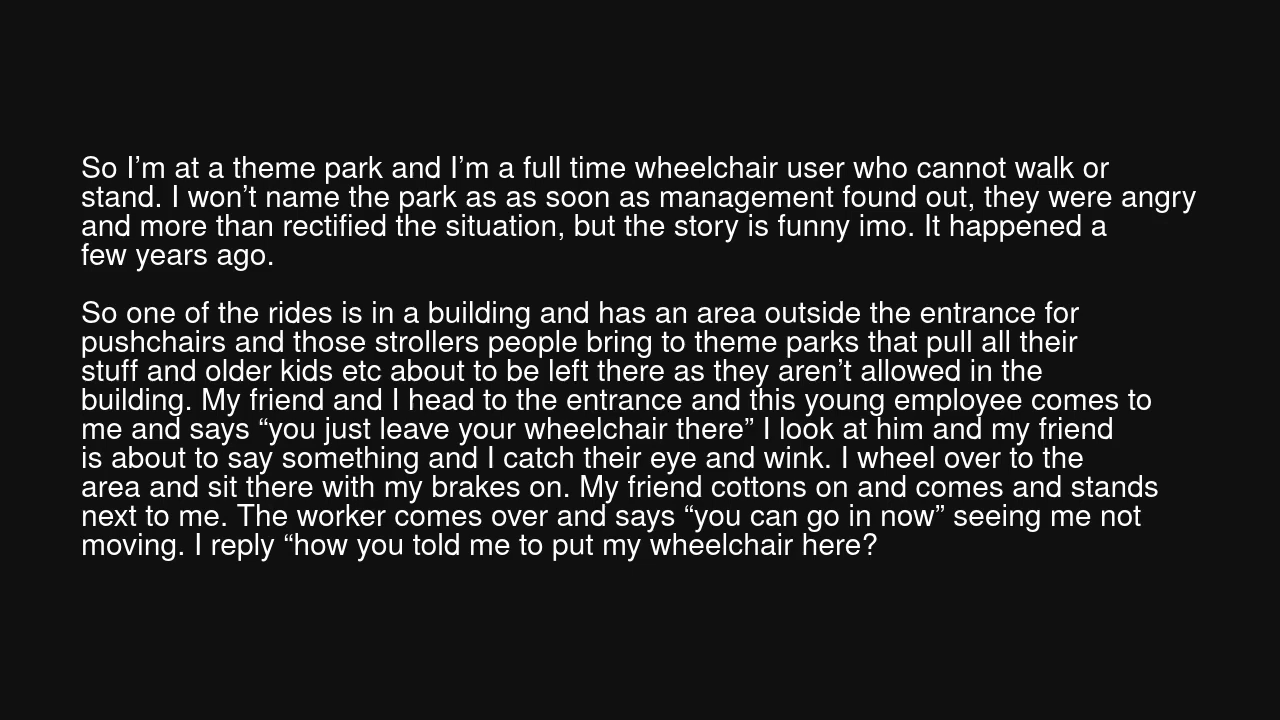 So I’m at a theme park and I’m a full time wheelchair user who cannot walk or
stand. I won’t name the park as as soon as management found out, they were angry
and more than rectified the situation, but the story is funny imo. It happened a
few years ago.
So one of the rides is in a building and has an area outside the entrance for
pushchairs and those strollers people bring to theme parks that pull all their
stuff and older kids etc about to be left there as they aren’t allowed in the
building. My friend and I head to the entrance and this young employee comes to
me and says “you just leave your wheelchair there” I look at him and my friend
is about to say something and I catch their eye and wink. I wheel over to the
area and sit there with my brakes on. My friend cottons on and comes and stands
next to me. The worker comes over and says “you can go in now” seeing me not
moving. I reply “how you told me to put my wheelchair here?